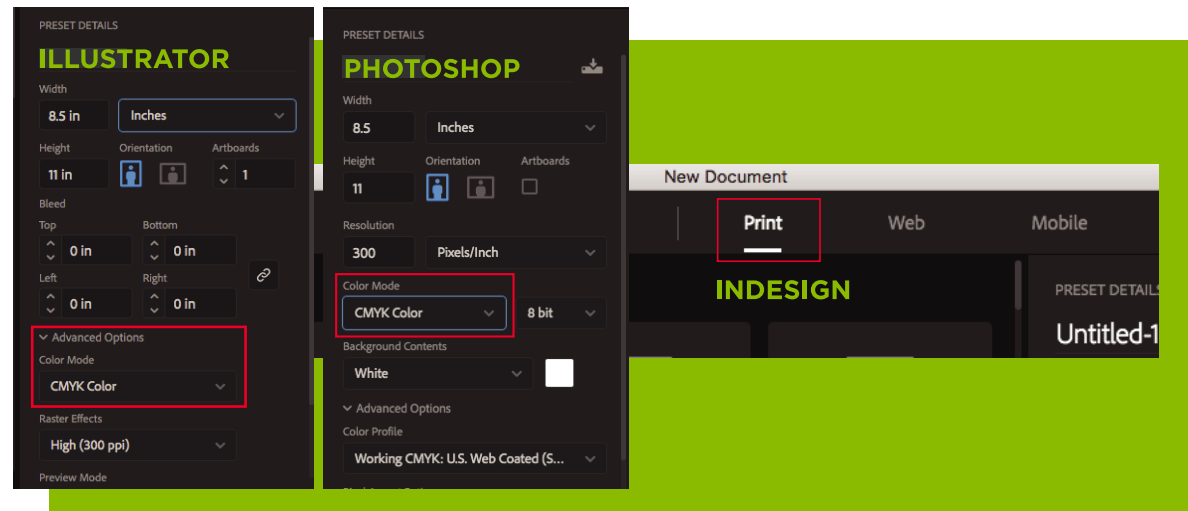 PRESET DETAILS
ILLUSTRATOR
Width
8.5 in Inches
Height Orientation Artboards
11 in 1
Bleed
Top Bottom
0 in 0 in
Left Right
0 in 0 in
Advanced Options
Color Mode
CMYK Color
Raster Effects
High (300 ppi)
Preview Mode
PRESET DETAILS
PHOTOSHOP
Width
8.5 Inches
Height Orientation Artboards
11
Resolution
300 Pixels/Inch
Color Mode
CMYK Color 8 bit
Background Contents
White
Advanced Options
Color Profile
Working CMYK: U.S. Web Coated (S...
New Document
Print Web Mobile
INDESIGN
PRESET DETAILS
Untitled-1